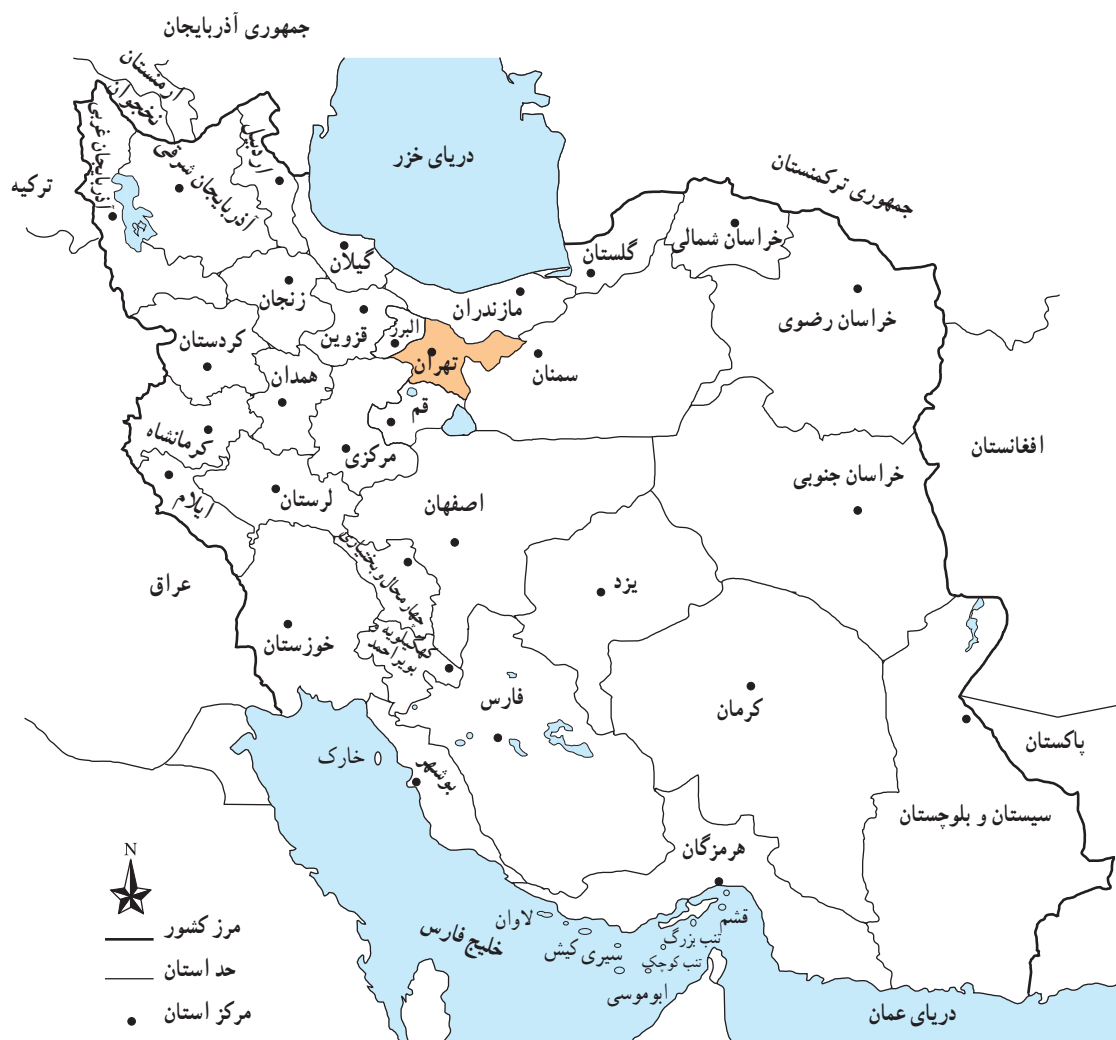 جمهوری آذربایجان
ارمنستان
نخجوان
ترکیه
آذربایجان غربی
آذربایجان شرقی
اردبیل
دریای خزر
جمهوری ترکمنستان
گیلان
گلستان
خراسان شمالی
زنجان
مازندران
خراسان رضوی
قزوین
البرز
کردستان
تهران
سمنان
همدان
قم
کرمانشاه
مرکزی
افغانستان
خراسان جنوبی
ایلام
لرستان
اصفهان
عراق
چهارمحال و بختیاری
یزد
خوزستان
کهگیلویه و
بویراحمد
فارس
کرمان
پاکستان
خارک
بوشهر
سیستان و بلوچستان
هرمزگان
خلیج فارس
لاوان
کیش
سیری
قشم
تنب بزرگ
تنب کوچک
ابوموسی
دریای عمان
N
مرز کشور
حد استان
مرکز استان